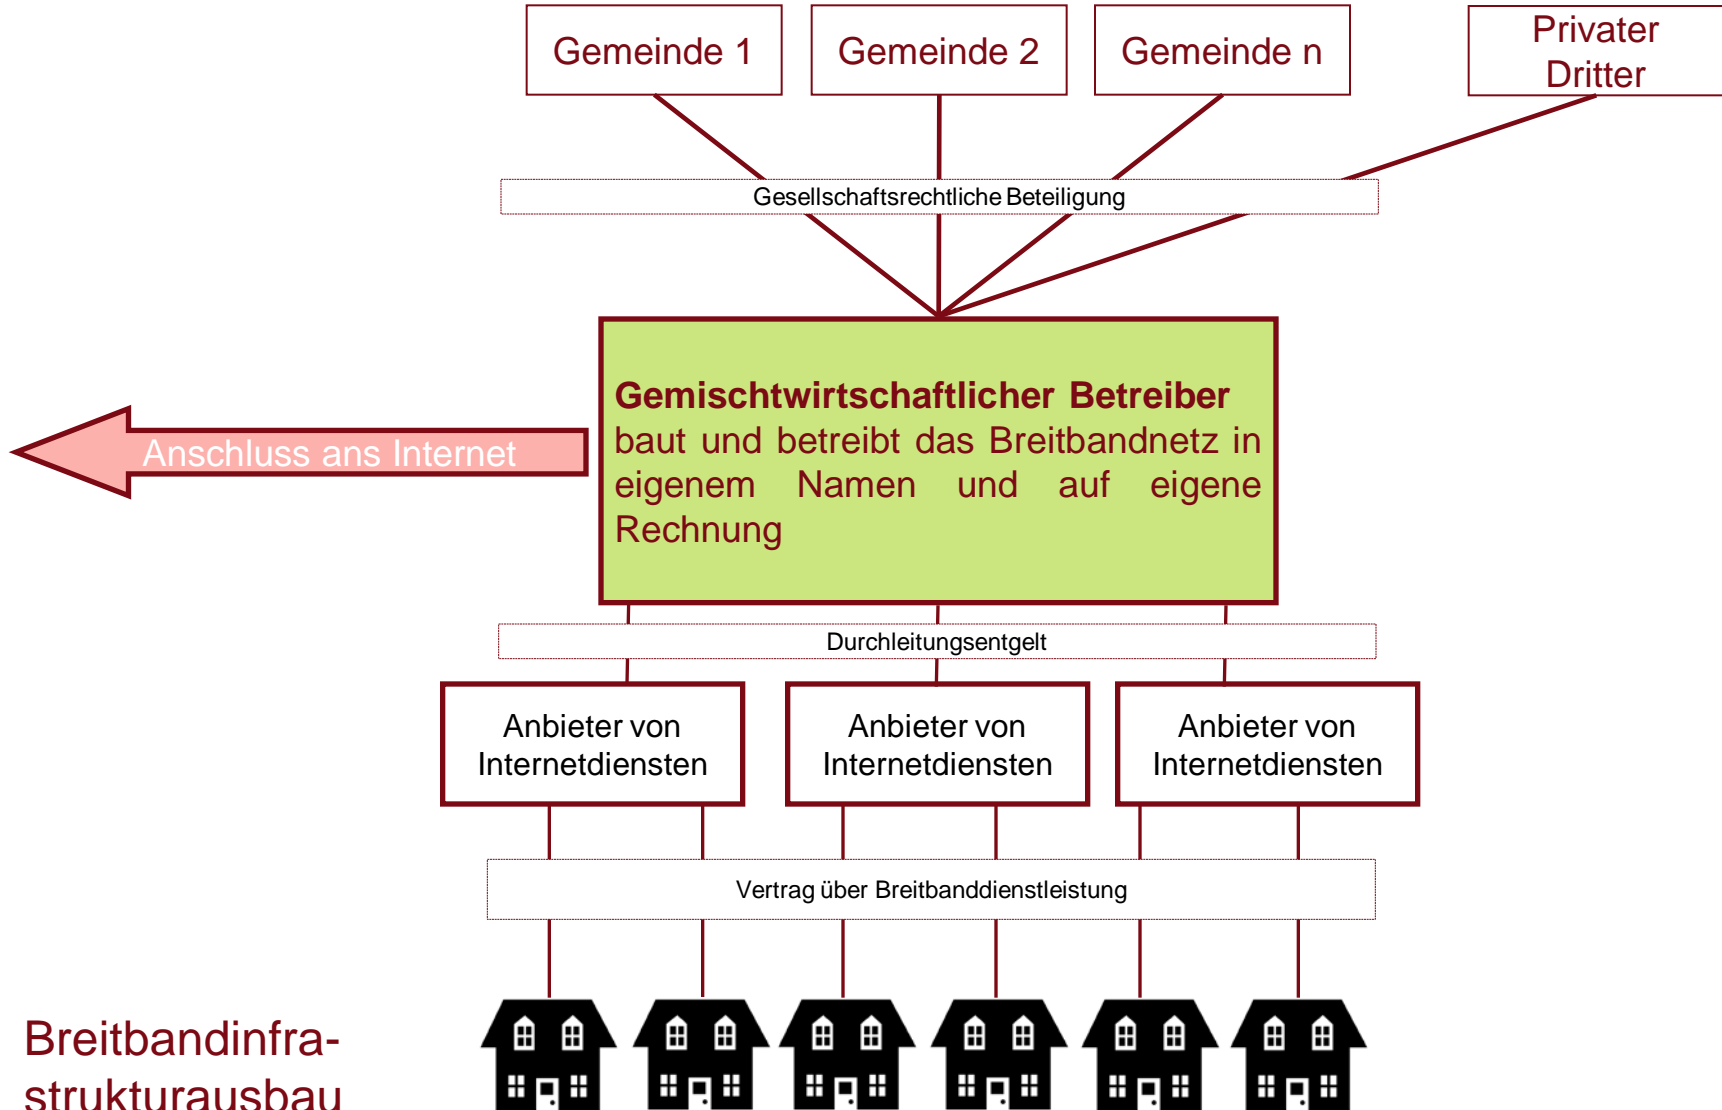 Gemeinde 1
Gemeinde 2
Gemeinde n
Privater
Dritter
Gesellschaftsrechtliche Beteiligung
Gemischtwirtschaftlicher Betreiber
baut und betreibt das Breitbandnetz in
eigenem Namen und auf eigene
Rechnung
Anschluss ans Internet
Durchleitungsentgelt
Anbieter von
Internetdiensten
Anbieter von
Internetdiensten
Anbieter von
Internetdiensten
Vertrag über Breitbanddienstleistung
Breitbandinfra-
strukturausbau